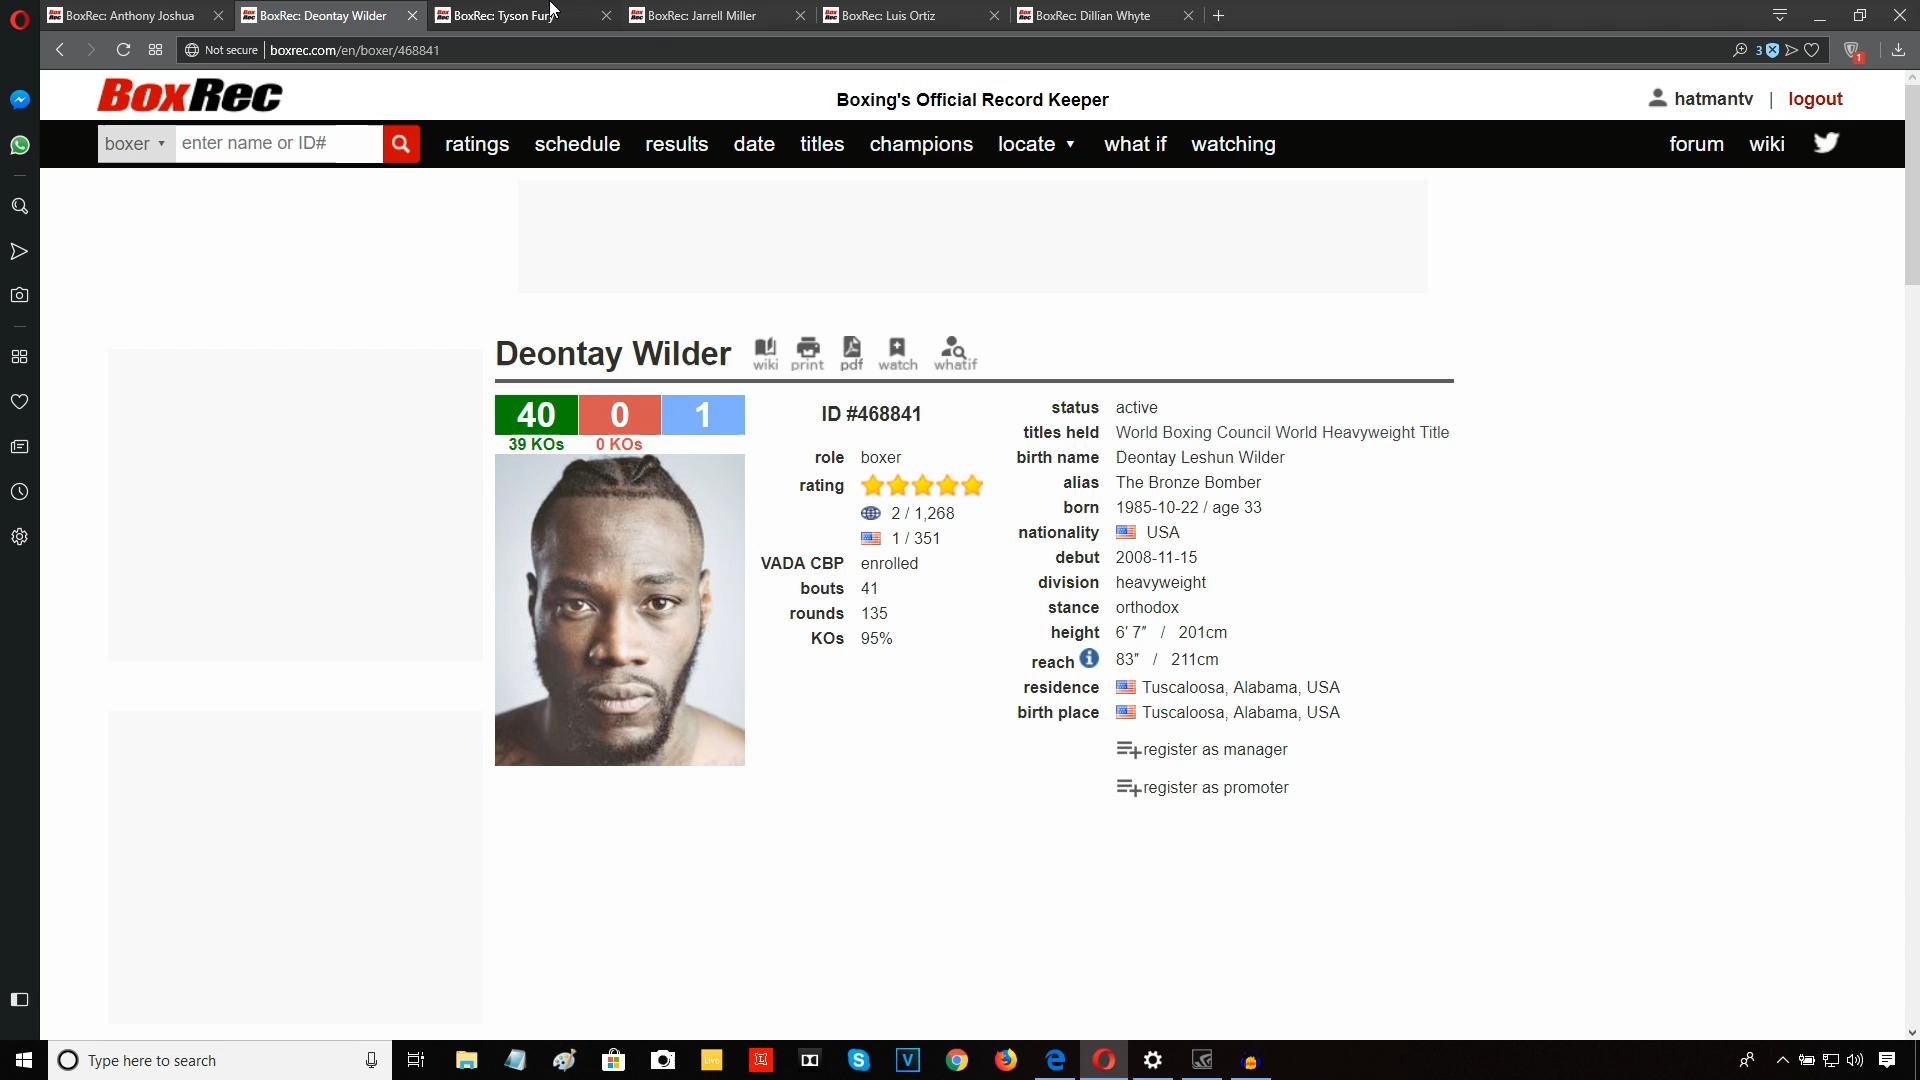 BoxRec: Anthony Joshua
BoxRec: Deontay Wilder
BoxRec: Tyson Fury
BoxRec: Jarrell Miller
BoxRec: Luis Ortiz
BoxRec: Dillian Whyte
Not secure boxrec.com/en/boxer/468841
3
1
BoxRec
Boxing's Official Record Keeper
hatmantv | logout
boxer enter name or ID#
ratings schedule results date titles champions locate what if watching forum wiki
Deontay Wilder
wiki print pdf watch whatif
40 0 1
39 KOs 0 KOs
ID #468841
role boxer
rating
2 / 1,268
1 / 351
VADA CBP enrolled
bouts 41
rounds 135
KOs 95%
status active
titles held World Boxing Council World Heavyweight Title
birth name Deontay Leshun Wilder
alias The Bronze Bomber
born 1985-10-22 / age 33
nationality USA
debut 2008-11-15
division heavyweight
stance orthodox
height 6′ 7″ / 201cm
reach 83″ / 211cm
residence Tuscaloosa, Alabama, USA
birth place Tuscaloosa, Alabama, USA
register as manager
register as promoter
Type here to search